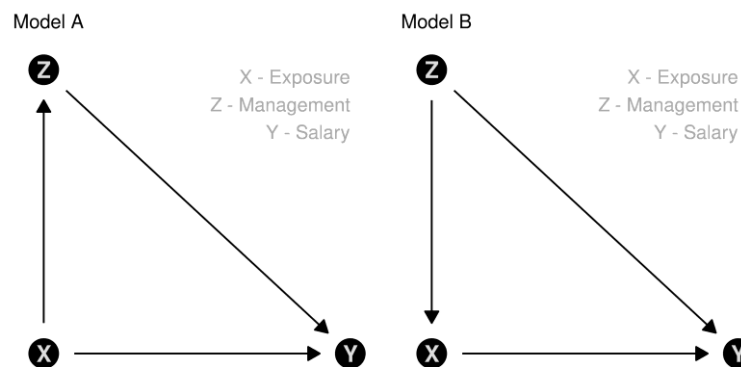 Model A
Z
X - Exposure
Z - Management
Y - Salary
X
Y
Model B
Z
X - Exposure
Z - Management
Y - Salary
X
Y